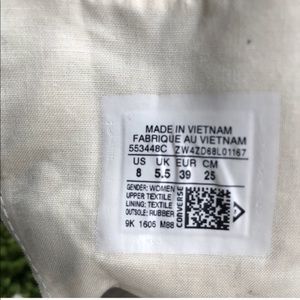 MADE IN VIETNAM
FABRIQUE AU VIETNAM
553448C ZW4ZD68L01167
US UK EUR CM
8 5.5 39 25
GENDER: WOMEN
UPPER: TEXTILE
LINING: TEXTILE
OUTSOLE: RUBBER
CONVERSE
9K 1605 M88